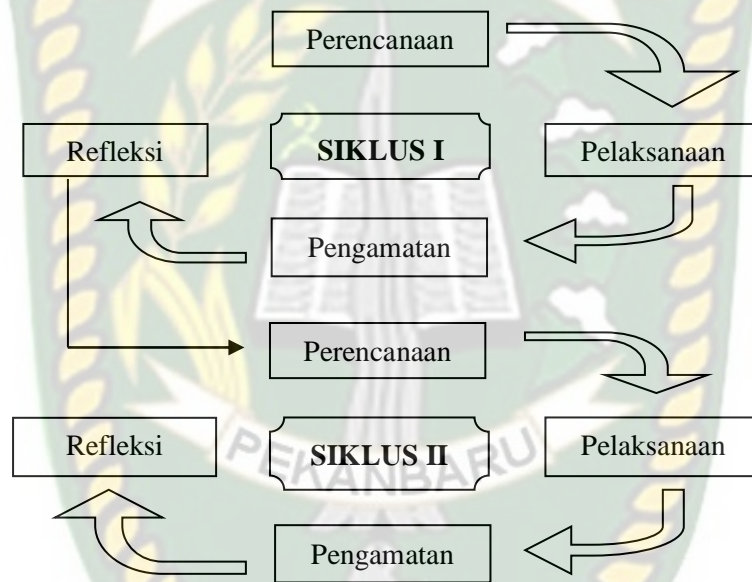 Perencanaan
Refleksi
SIKLUS I
Pelaksanaan
Pengamatan
Perencanaan
Refleksi
SIKLUS II
Pelaksanaan
PEKANBARU
Pengamatan